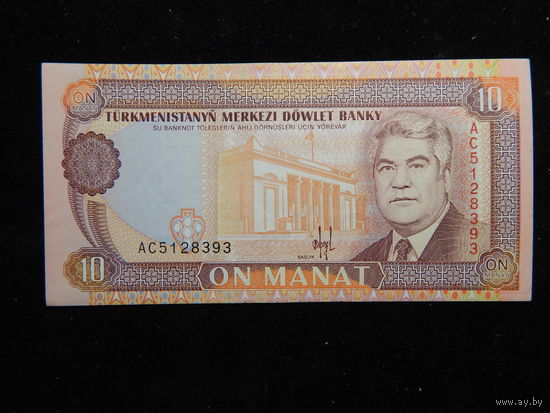 ON
MANAT
10
TÜRKMENISTANYŇ MERKEZI DÖWLET BANKY
ŞU BANKNOT TÖLEGLERIŇ ÄHLI GÖRNÜŞLERI ÜÇIN ÝÖREÝÄR
AC5128393
AC5128393
BAŞLYK
10
ON MANAT
ON
MANAT
www.ay.by